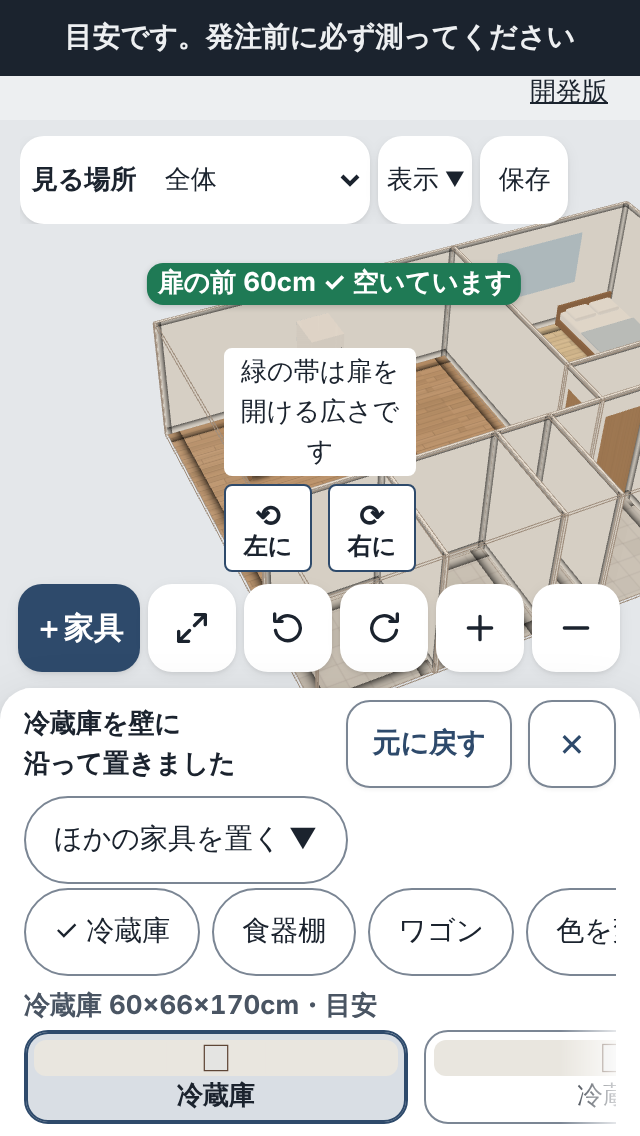 目安です。発注前に必ず測ってください
開発版
見る場所 全体
表示 ▼
保存
扉の前 60cm ✓ 空いています
緑の帯は扉を
開ける広さで
す
⟲ ⟳
左に 右に
＋家具
冷蔵庫を壁に
沿って置きました
元に戻す
×
ほかの家具を置く ▼
✓ 冷蔵庫 食器棚 ワゴン 色を
冷蔵庫 60×66×170cm・目安
冷蔵庫 冷